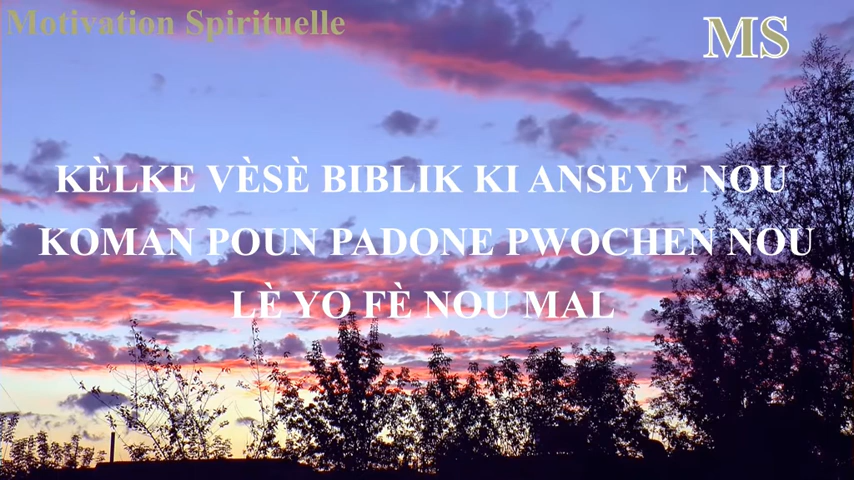 Motivation Spirituelle
MS
KÈLKE VÈSÈ BIBLIK KI ANSEYE NOU
KOMAN POUN PADONE PWOCHEN NOU
LÈ YO FÈ NOU MAL